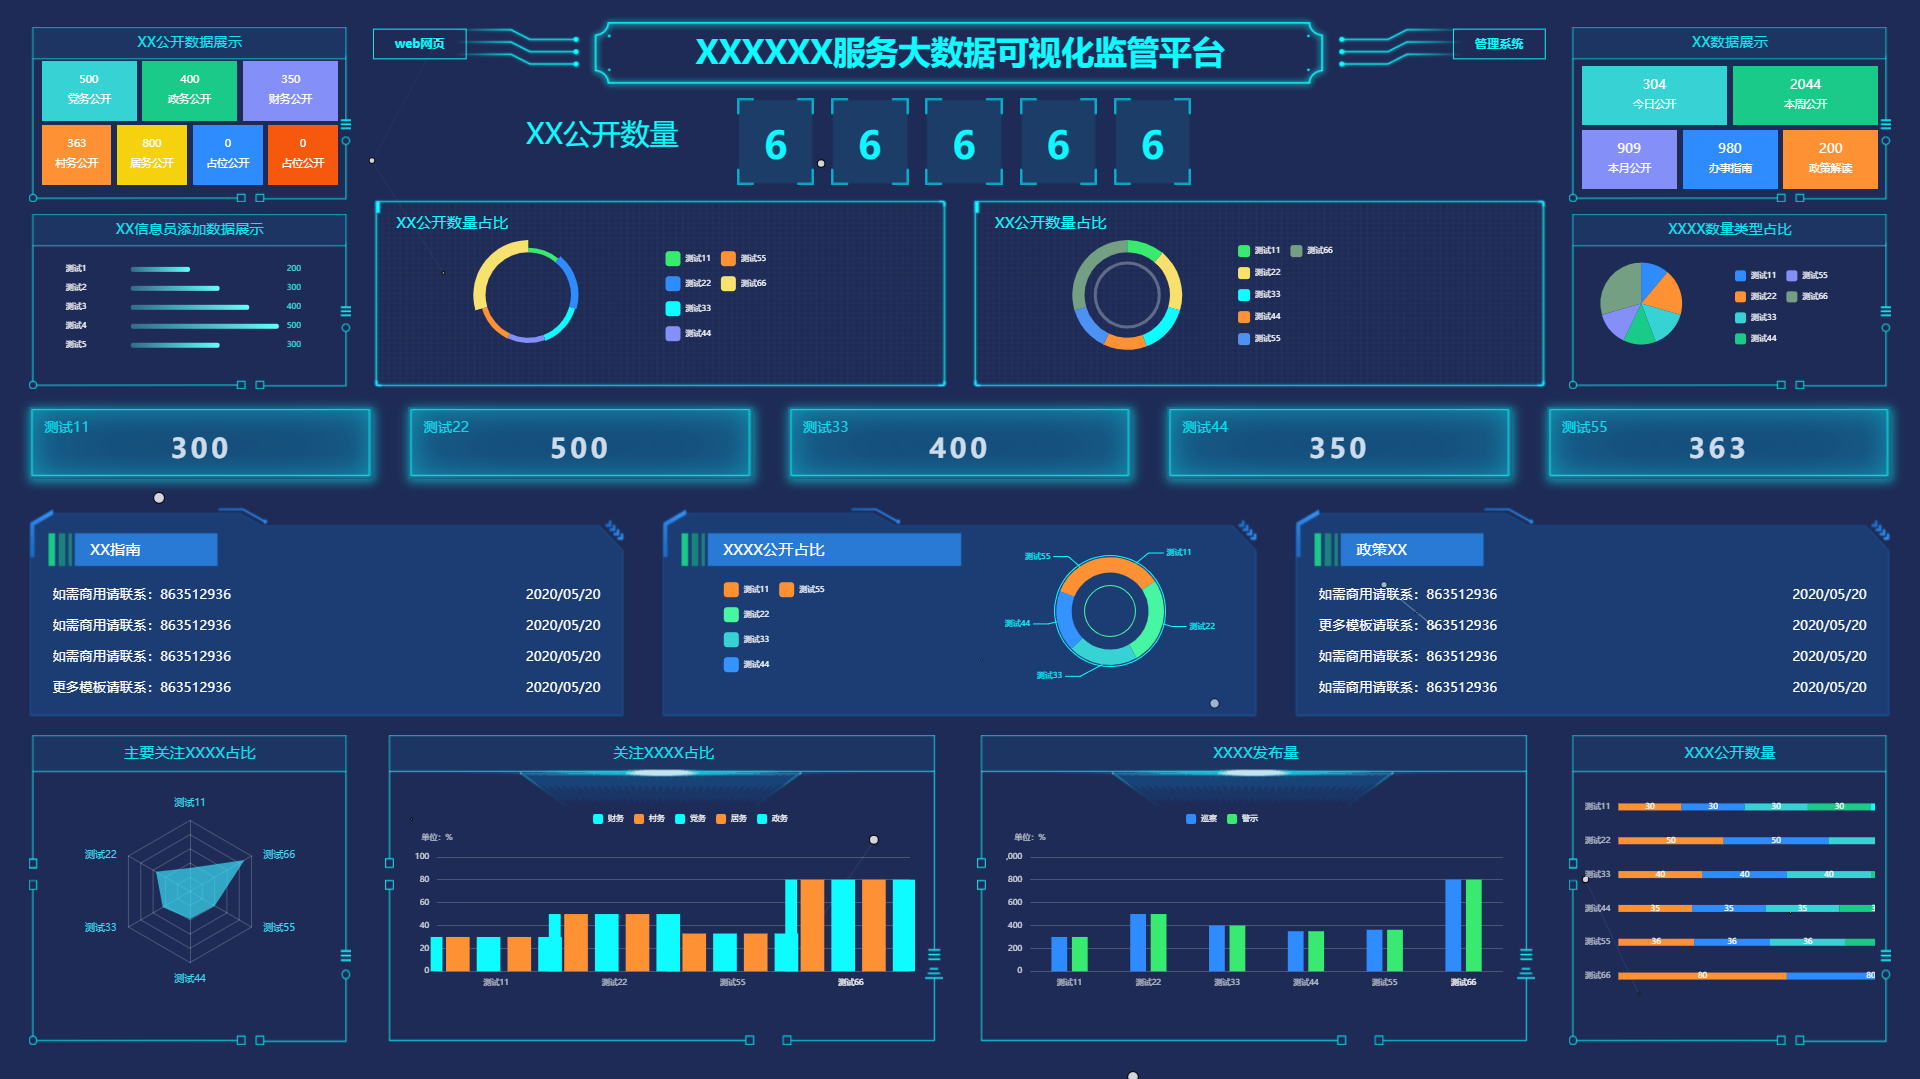 web网页
XXXXXX服务大数据可视化监管平台
管理系统
XX公开数据展示
500
党务公开
400
政务公开
350
财务公开
363
村务公开
800
居务公开
0
占位公开
0
占位公开
XX公开数量
6 6 6 6 6
XX数据展示
304
今日公开
2044
本周公开
909
本月公开
980
办事指南
200
政策解读
XX信息员添加数据展示
测试1 200
测试2 300
测试3 400
测试4 500
测试5 300
XX公开数量占比
测试11 测试55
测试22 测试66
测试33
测试44
XX公开数量占比
测试11 测试66
测试22
测试33
测试44
测试55
XXXX数量类型占比
测试11 测试55
测试22 测试66
测试33
测试44
测试11
300
测试22
500
测试33
400
测试44
350
测试55
363
XX指南
如需商用请联系：863512936 2020/05/20
如需商用请联系：863512936 2020/05/20
如需商用请联系：863512936 2020/05/20
更多模板请联系：863512936 2020/05/20
XXXX公开占比
测试11 测试55
测试22
测试33
测试44
测试55
测试11
测试44
测试22
测试33
政策XX
如需商用请联系：863512936 2020/05/20
更多模板请联系：863512936 2020/05/20
如需商用请联系：863512936 2020/05/20
如需商用请联系：863512936 2020/05/20
主要关注XXXX占比
测试11
测试22
测试66
测试33
测试55
测试44
关注XXXX占比
财务 村务 党务 居务 政务
单位：%
100
80
60
40
20
0
测试11 测试22 测试33 测试66
XXXX发布量
巡察 警示
单位：%
,000
800
600
400
200
0
测试11 测试22 测试33 测试44 测试55 测试66
XXX公开数量
测试11 30 30 30 30
测试22 50 50
测试33 40 40 40
测试44 35 35 35 3
测试55 36 36 36
测试66 80 80